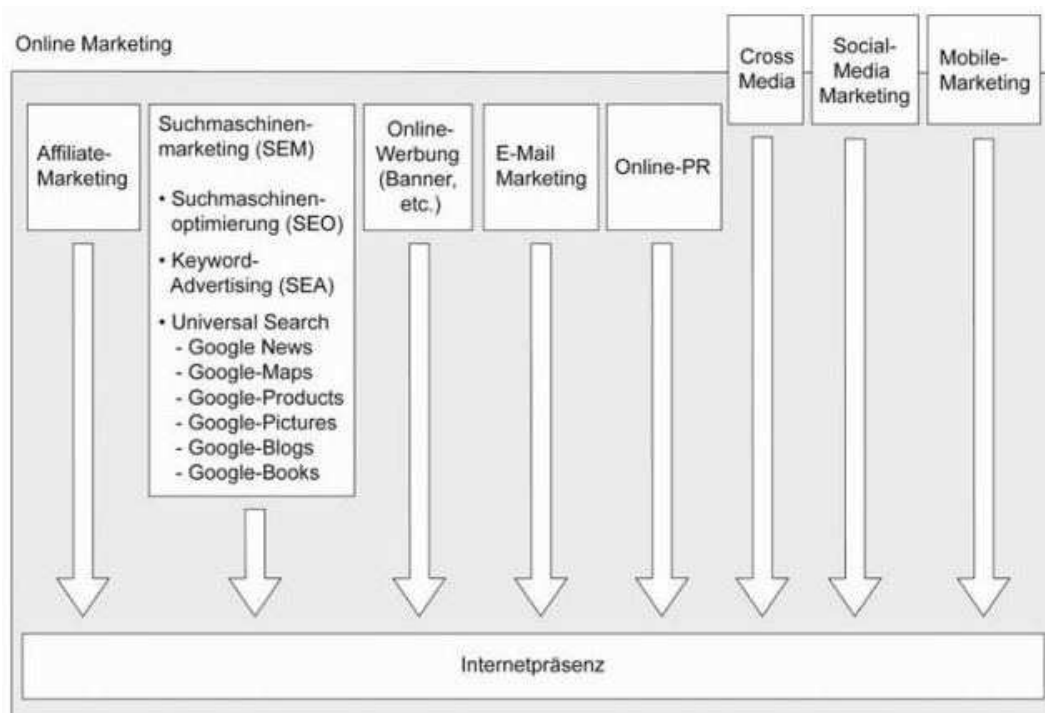 Online Marketing
Cross
Media
Social-
Media
Marketing
Mobile-
Marketing
Affiliate-
Marketing
Suchmaschinen-
marketing (SEM)
• Suchmaschinen-
optimierung (SEO)
• Keyword-
Advertising (SEA)
• Universal Search
- Google News
- Google-Maps
- Google-Products
- Google-Pictures
- Google-Blogs
- Google-Books
Online-
Werbung
(Banner,
etc.)
E-Mail
Marketing
Online-PR
Internetpräsenz